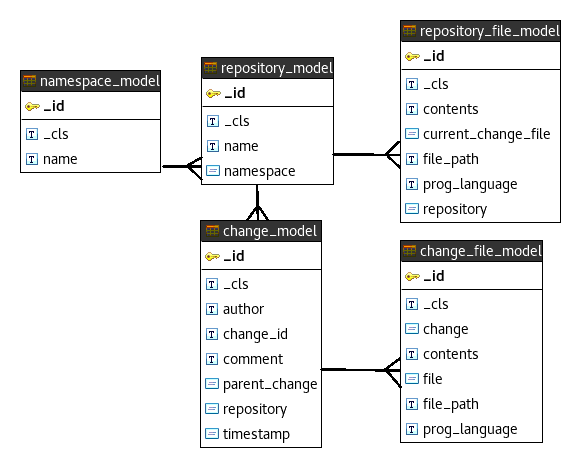 namespace_model
_id
_cls
name
repository_model
_id
_cls
name
namespace
repository_file_model
_id
_cls
contents
current_change_file
file_path
prog_language
repository
change_model
_id
_cls
author
change_id
comment
parent_change
repository
timestamp
change_file_model
_id
_cls
change
contents
file
file_path
prog_language